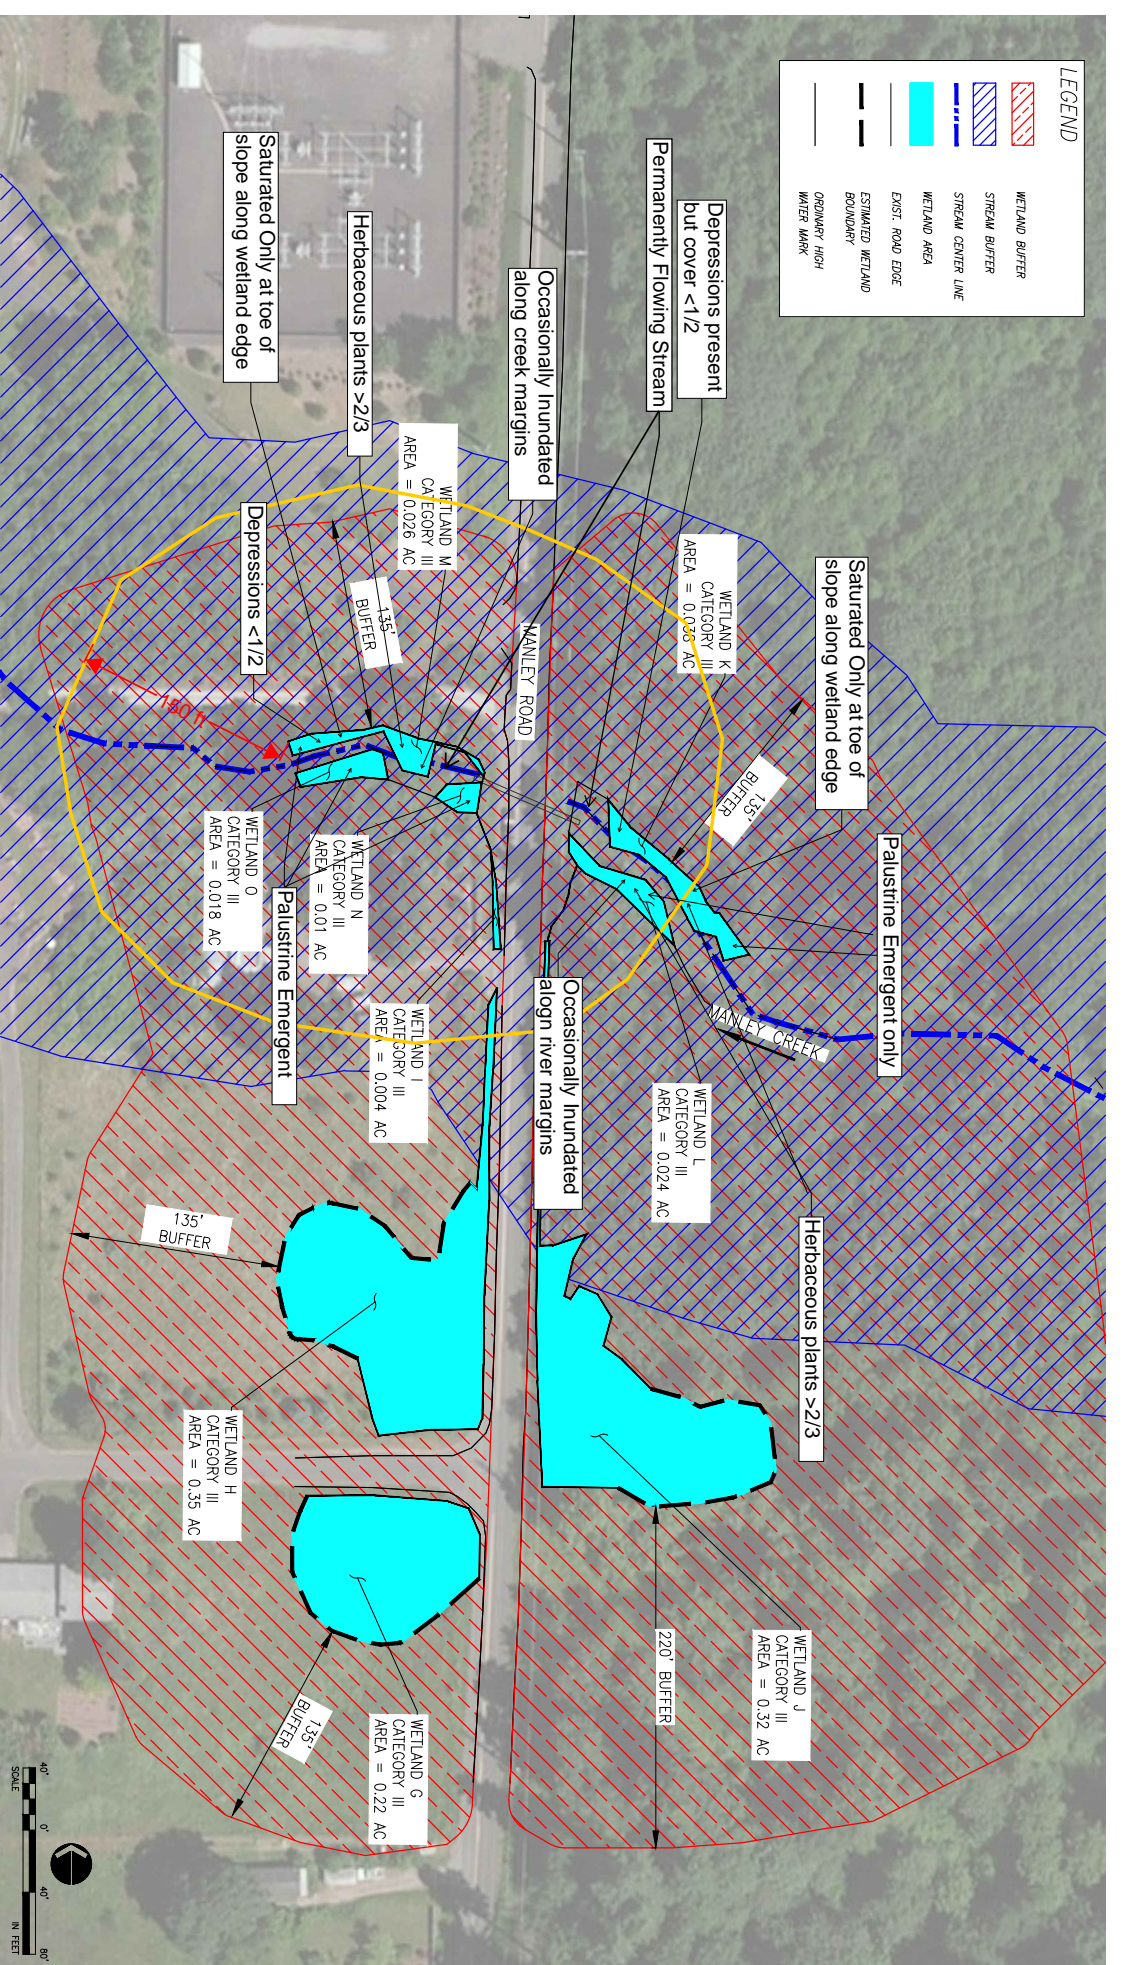 LEGEND
WETLAND BUFFER
STREAM BUFFER
STREAM CENTER LINE
WETLAND AREA
EXIST. ROAD EDGE
ESTIMATED WETLAND
BOUNDARY
ORDINARY HIGH
WATER MARK
Depressions present
but cover <1/2
Permanently Flowing Stream
Occasionally Inundated
along creek margins
Herbaceous plants >2/3
Saturated Only at toe of
slope along wetland edge
Saturated Only at toe of
slope along wetland edge
WETLAND K
CATEGORY III
AREA = 0.036 AC
WETLAND M
CATEGORY III
AREA = 0.026 AC
Depressions <1/2
135'
BUFFER
MANLEY ROAD
135'
BUFFER
150 ft
Palustrine Emergent only
WETLAND N
CATEGORY III
AREA = 0.01 AC
WETLAND O
CATEGORY III
AREA = 0.018 AC
Palustrine Emergent
Occasionally Inundated
alogn river margins
MANLEY CREEK
WETLAND I
CATEGORY III
AREA = 0.004 AC
WETLAND L
CATEGORY III
AREA = 0.024 AC
Herbaceous plants >2/3
135'
BUFFER
WETLAND H
CATEGORY III
AREA = 0.35 AC
WETLAND J
CATEGORY III
AREA = 0.32 AC
220' BUFFER
135'
BUFFER
WETLAND G
CATEGORY III
AREA = 0.22 AC
40'
0'
40'
80'
SCALE
IN FEET